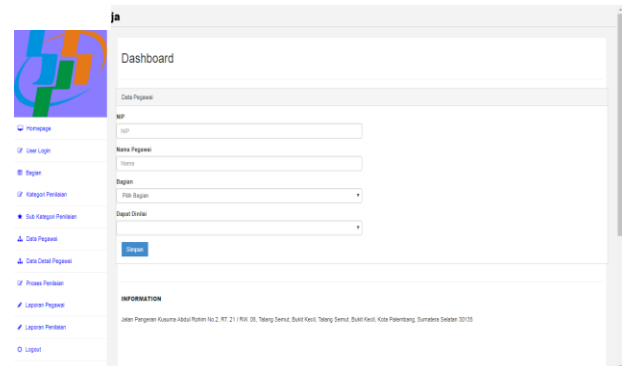 ja
Homepage
User Login
Bagian
Kategori Penilaian
Sub Kategori Penilaian
Data Pegawai
Data Detail Pegawai
Proses Penilaian
Laporan Pegawai
Laporan Penilaian
Logout
Dashboard
Data Pegawai
NIP
NIP
Nama Pegawai
Nama
Bagian
Pilih Bagian
Dapat Dinilai
Simpan
INFORMATION
Jalan Pangeran Kusuma Abdul Rohim No.2, RT. 21 / RW. 08, Talang Semut, Bukit Kecil, Talang Semut, Bukit Kecil, Kota Palembang, Sumatera Selatan 30135